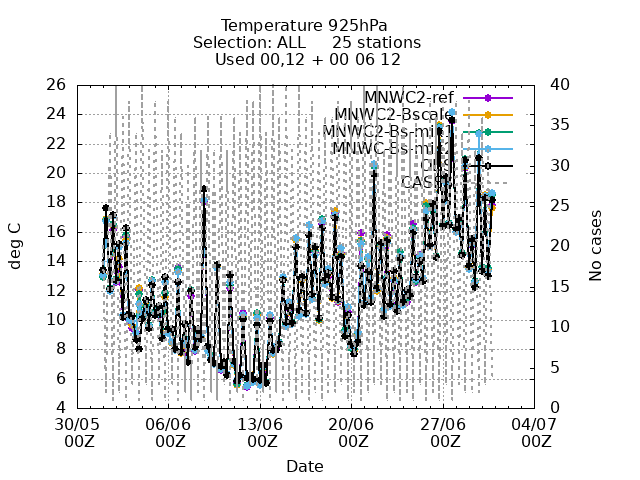 Temperature 925hPa
Selection: ALL 25 stations
Used 00,12 + 00 06 12
26
24
22
20
18
16
14
12
10
8
6
4
40
35
30
25
20
15
10
5
0
deg C
No cases
MNWC2-ref
MNWC2-Bscale
30/05
00Z
06/06
00Z
13/06
00Z
20/06
00Z
27/06
00Z
04/07
00Z
Date